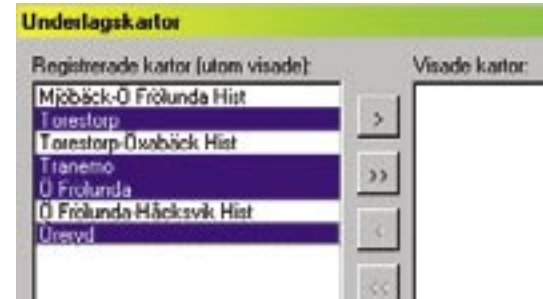 Underlagskartor
Registrerade kartor (utom visade): Visade kartor:
Mjöbäck-Ö Frölunda Hist
Torestorp
Torestorp-Öxabäck Hist
Tranemo
Ö Frölunda
Ö Frölunda-Håcksvik Hist
Öreryd
>
>>
<
<<